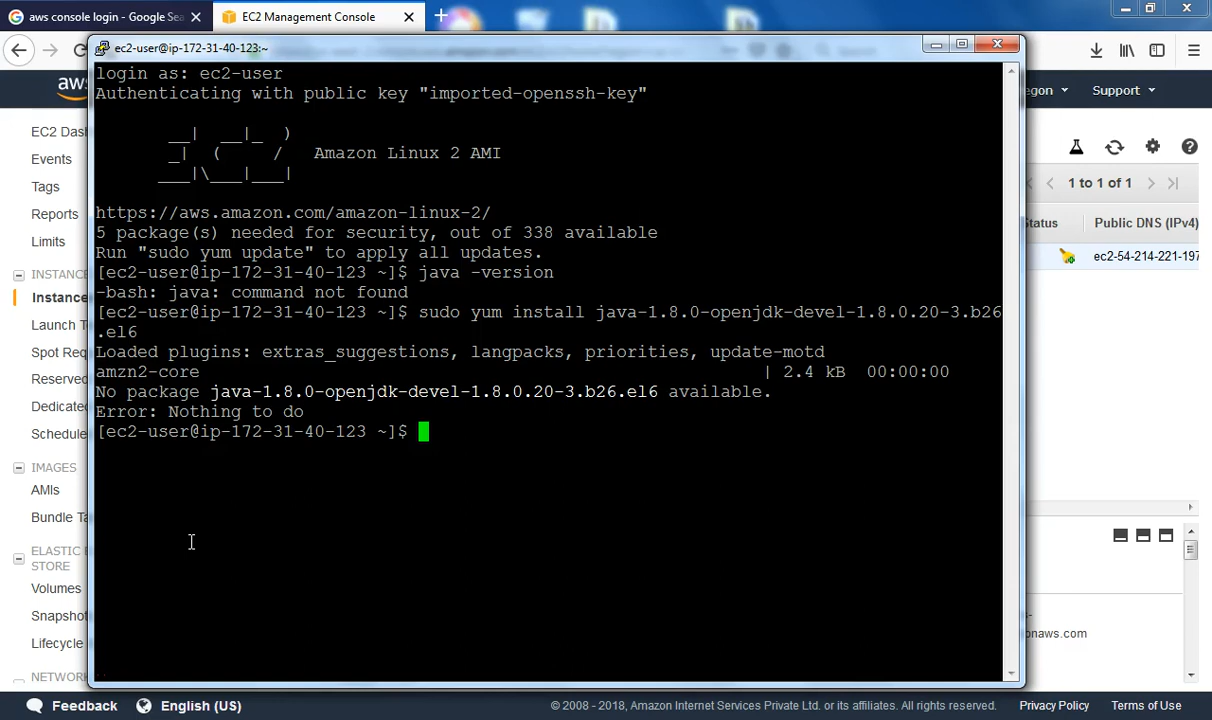 aws console login - Google Sea
EC2 Management Console
ec2-user@ip-172-31-40-123:~
login as: ec2-user
Authenticating with public key "imported-openssh-key"
__|  __|_  )
_|  (     /   Amazon Linux 2 AMI
___|\___|___|
https://aws.amazon.com/amazon-linux-2/
5 package(s) needed for security, out of 338 available
Run "sudo yum update" to apply all updates.
[ec2-user@ip-172-31-40-123 ~]$ java -version
-bash: java: command not found
[ec2-user@ip-172-31-40-123 ~]$ sudo yum install java-1.8.0-openjdk-devel-1.8.0.20-3.b26
.el6
Loaded plugins: extras_suggestions, langpacks, priorities, update-motd
amzn2-core | 2.4 kB 00:00:00
No package java-1.8.0-openjdk-devel-1.8.0.20-3.b26.el6 available.
Error: Nothing to do
[ec2-user@ip-172-31-40-123 ~]$
aws
EC2 Das
Events
Tags
Reports
Limits
INSTANC
Instance
Launch T
Spot Req
Reserved
Dedicate
Schedule
IMAGES
AMIs
Bundle Ta
ELASTIC
STORE
Volumes
Snapshot
Lifecycle
NETWOR
egon
Support
1 to 1 of 1
Status
Public DNS (IPv4)
ec2-54-214-221-197
s-
onaws.com
Feedback
English (US)
© 2008 - 2018, Amazon Internet Services Private Ltd. or its affiliates. All rights reserved.
Privacy Policy
Terms of Use